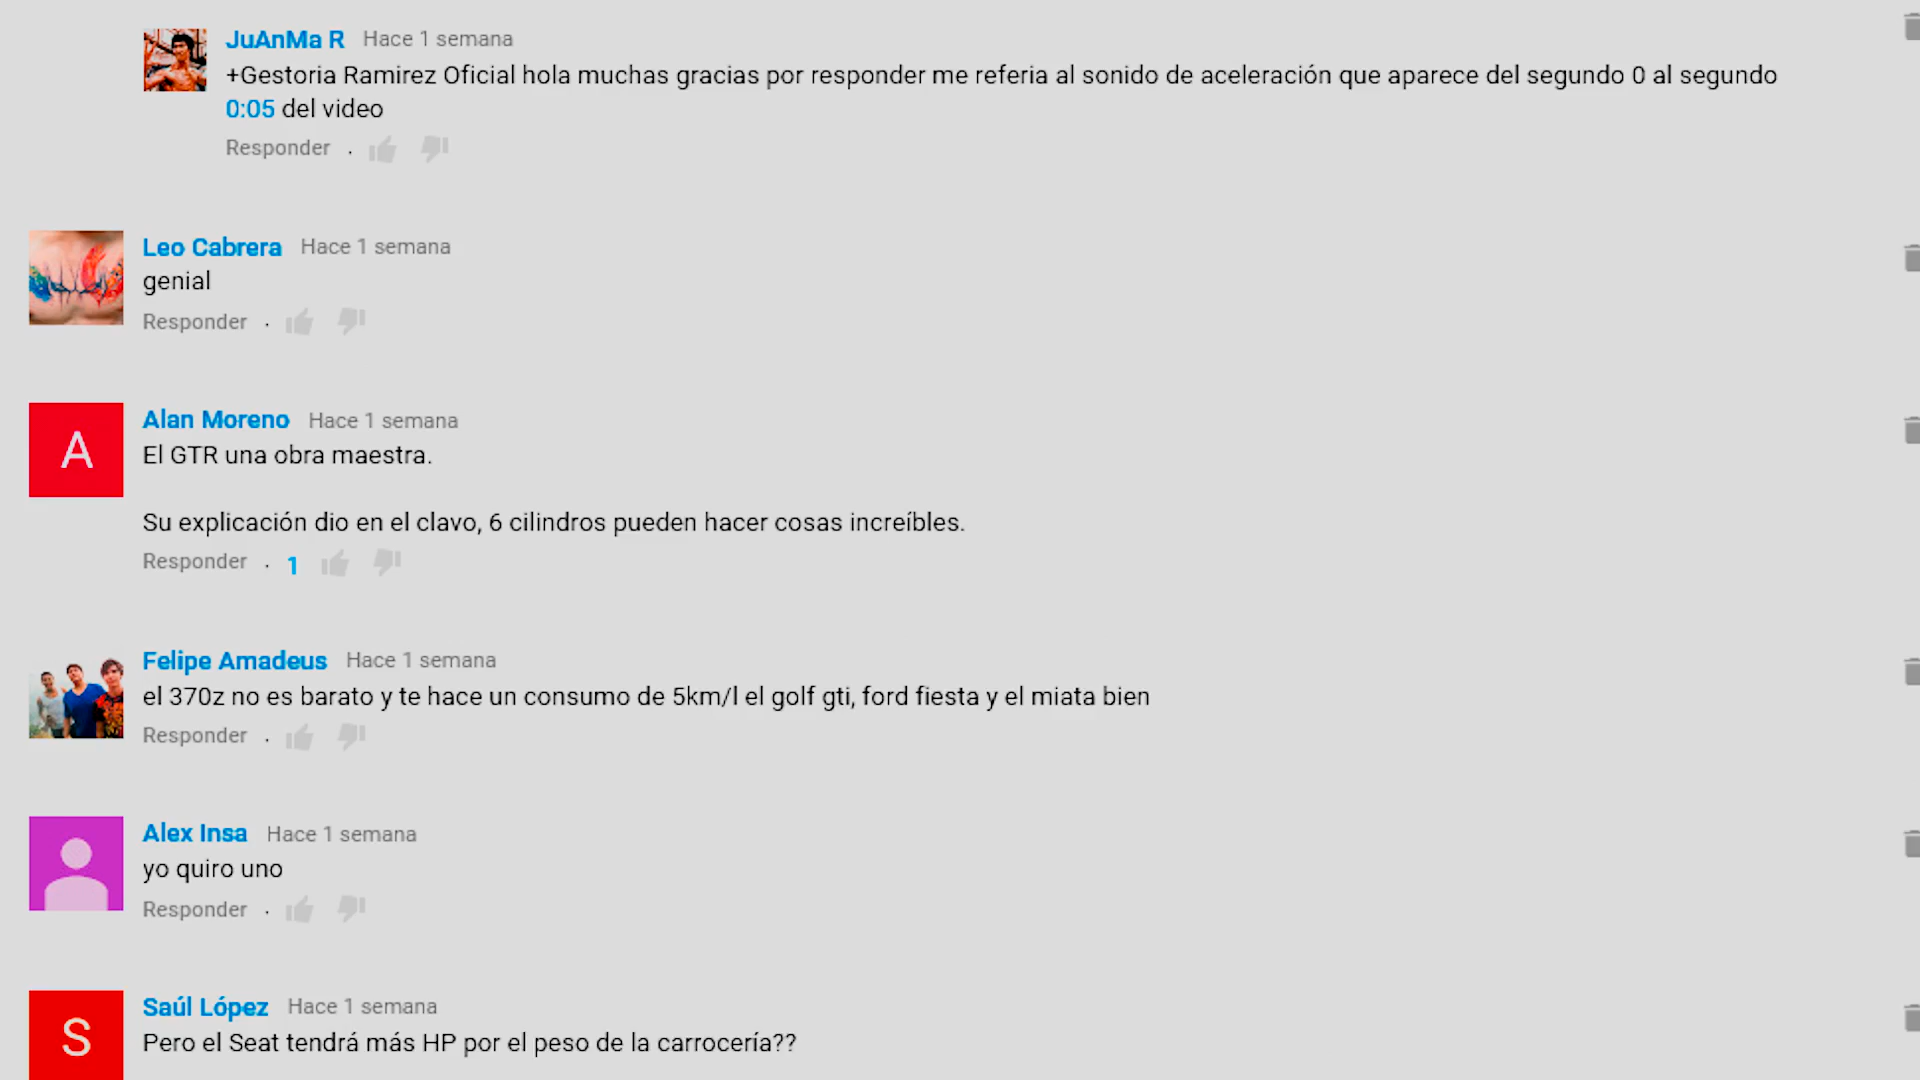 JuAnMa R Hace 1 semana
+Gestoria Ramirez Oficial hola muchas gracias por responder me referia al sonido de aceleración que aparece del segundo 0 al segundo
0:05 del video
Responder .
Leo Cabrera Hace 1 semana
genial
Responder .
A
Alan Moreno Hace 1 semana
El GTR una obra maestra.
Su explicación dio en el clavo, 6 cilindros pueden hacer cosas increíbles.
Responder . 1
Felipe Amadeus Hace 1 semana
el 370z no es barato y te hace un consumo de 5km/l el golf gti, ford fiesta y el miata bien
Responder .
Alex Insa Hace 1 semana
yo quiro uno
Responder .
S
Saúl López Hace 1 semana
Pero el Seat tendrá más HP por el peso de la carrocería??